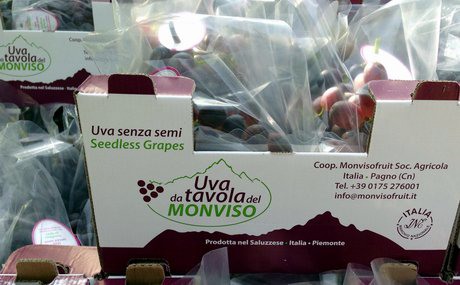 Uva
da tavola del
MONVISO
Coop.
Prodotta nel Saluzzese - Italia
Uva senza semi
Seedless Grapes
Uva
da tavola del
MONVISO
Prodotta nel Saluzzese - Italia - Piemonte
Coop. Monvisofruit Soc. Agricola
Italia - Pagno (Cn)
Tel. +39 0175 276001
info@monvisofruit.it
ITALIA